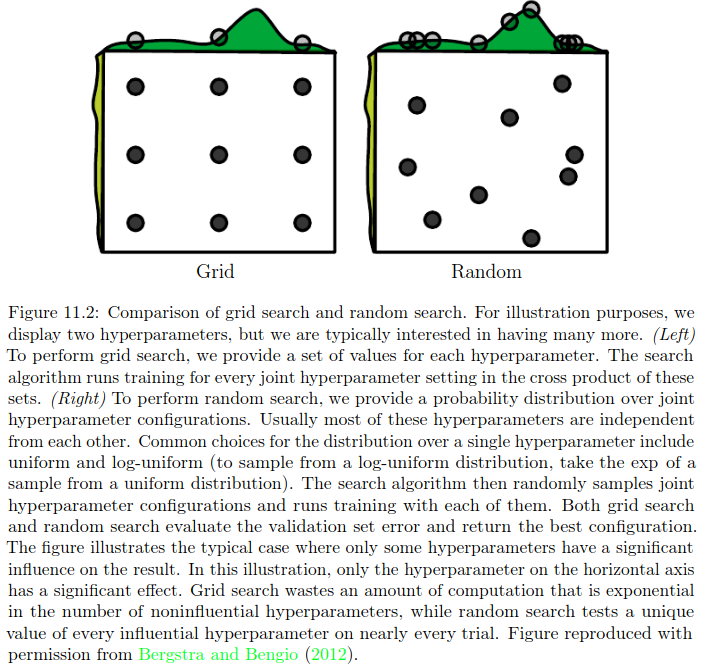 Grid
Random
Figure 11.2: Comparison of grid search and random search. For illustration purposes, we
display two hyperparameters, but we are typically interested in having many more. (Left)
To perform grid search, we provide a set of values for each hyperparameter. The search
algorithm runs training for every joint hyperparameter setting in the cross product of these
sets. (Right) To perform random search, we provide a probability distribution over joint
hyperparameter configurations. Usually most of these hyperparameters are independent
from each other. Common choices for the distribution over a single hyperparameter include
uniform and log-uniform (to sample from a log-uniform distribution, take the exp of a
sample from a uniform distribution). The search algorithm then randomly samples joint
hyperparameter configurations and runs training with each of them. Both grid search
and random search evaluate the validation set error and return the best configuration.
The figure illustrates the typical case where only some hyperparameters have a significant
influence on the result. In this illustration, only the hyperparameter on the horizontal axis
has a significant effect. Grid search wastes an amount of computation that is exponential
in the number of noninfluential hyperparameters, while random search tests a unique
value of every influential hyperparameter on nearly every trial. Figure reproduced with
permission from Bergstra and Bengio (2012).